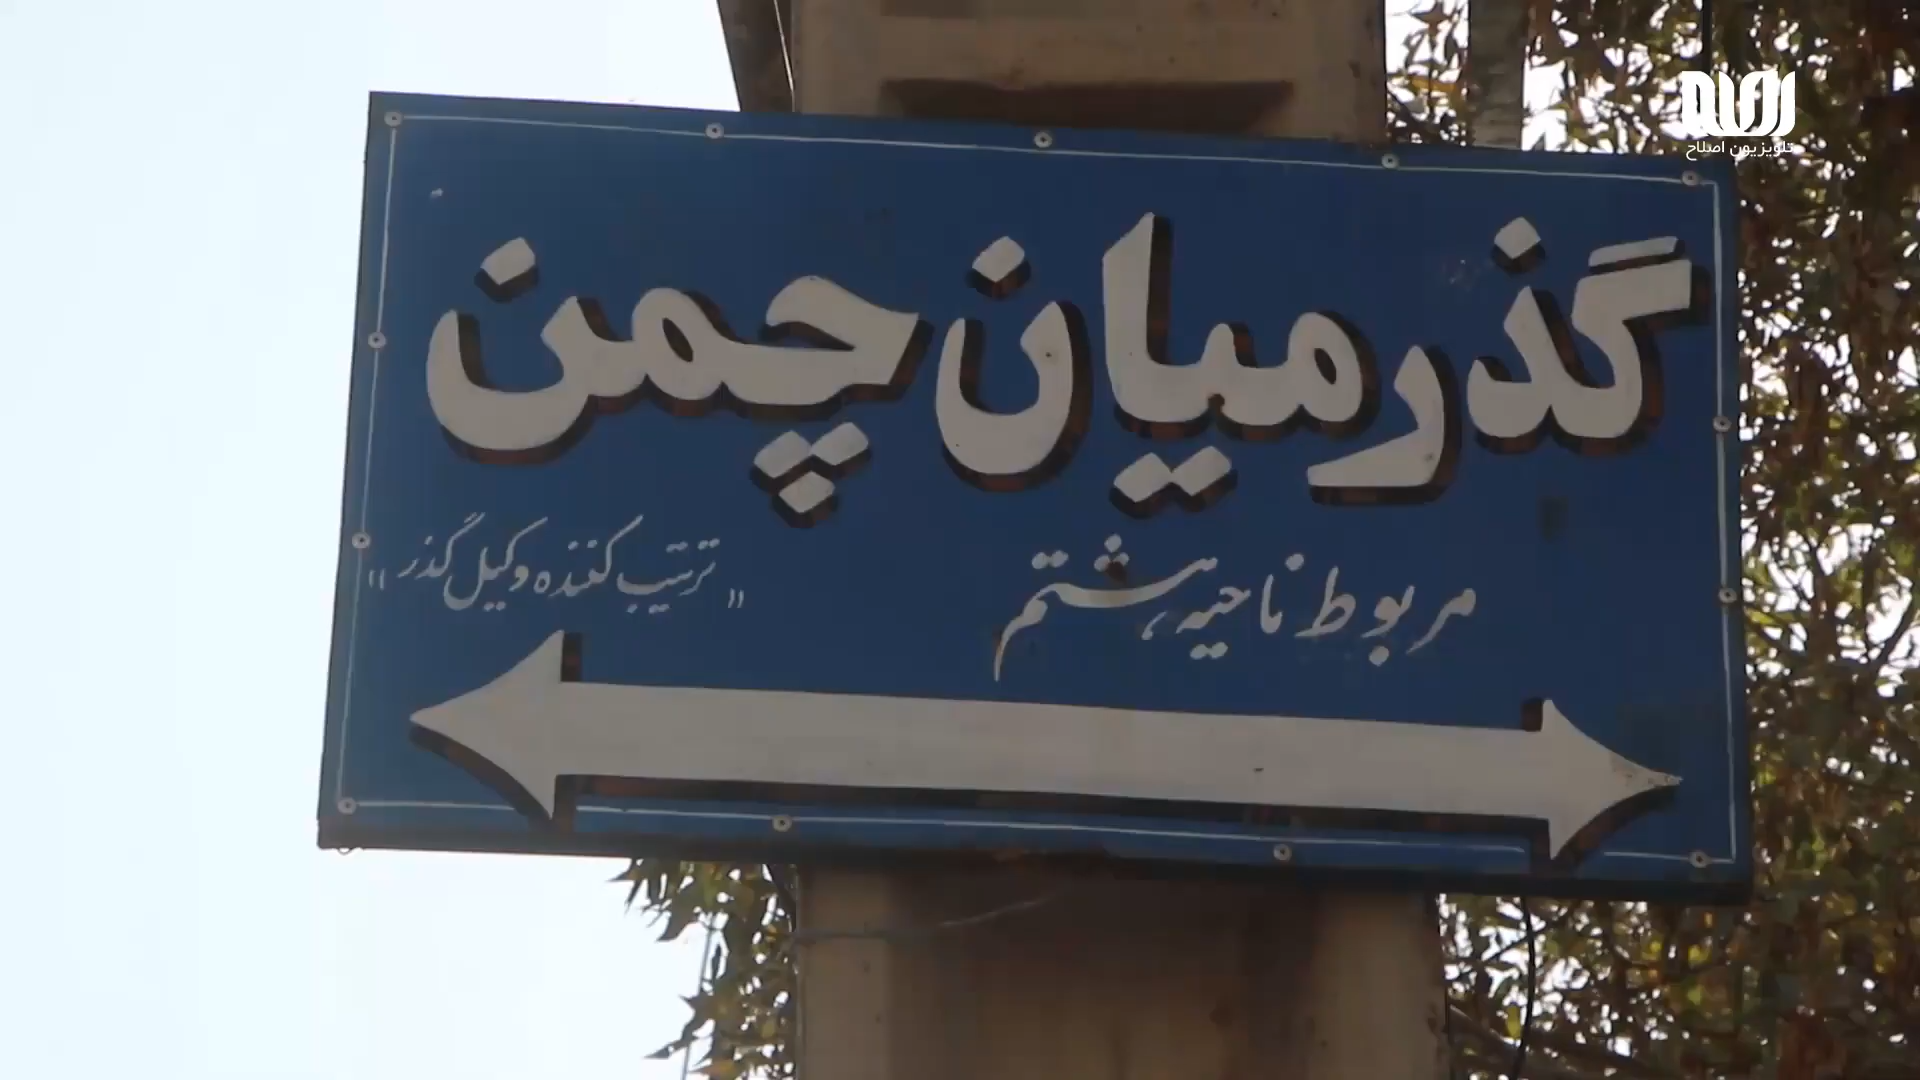 تلویزیون اصلاح
گذر میان چمن
مربوط ناحیه هشتم
"ترتیب کننده وکیل گذر"